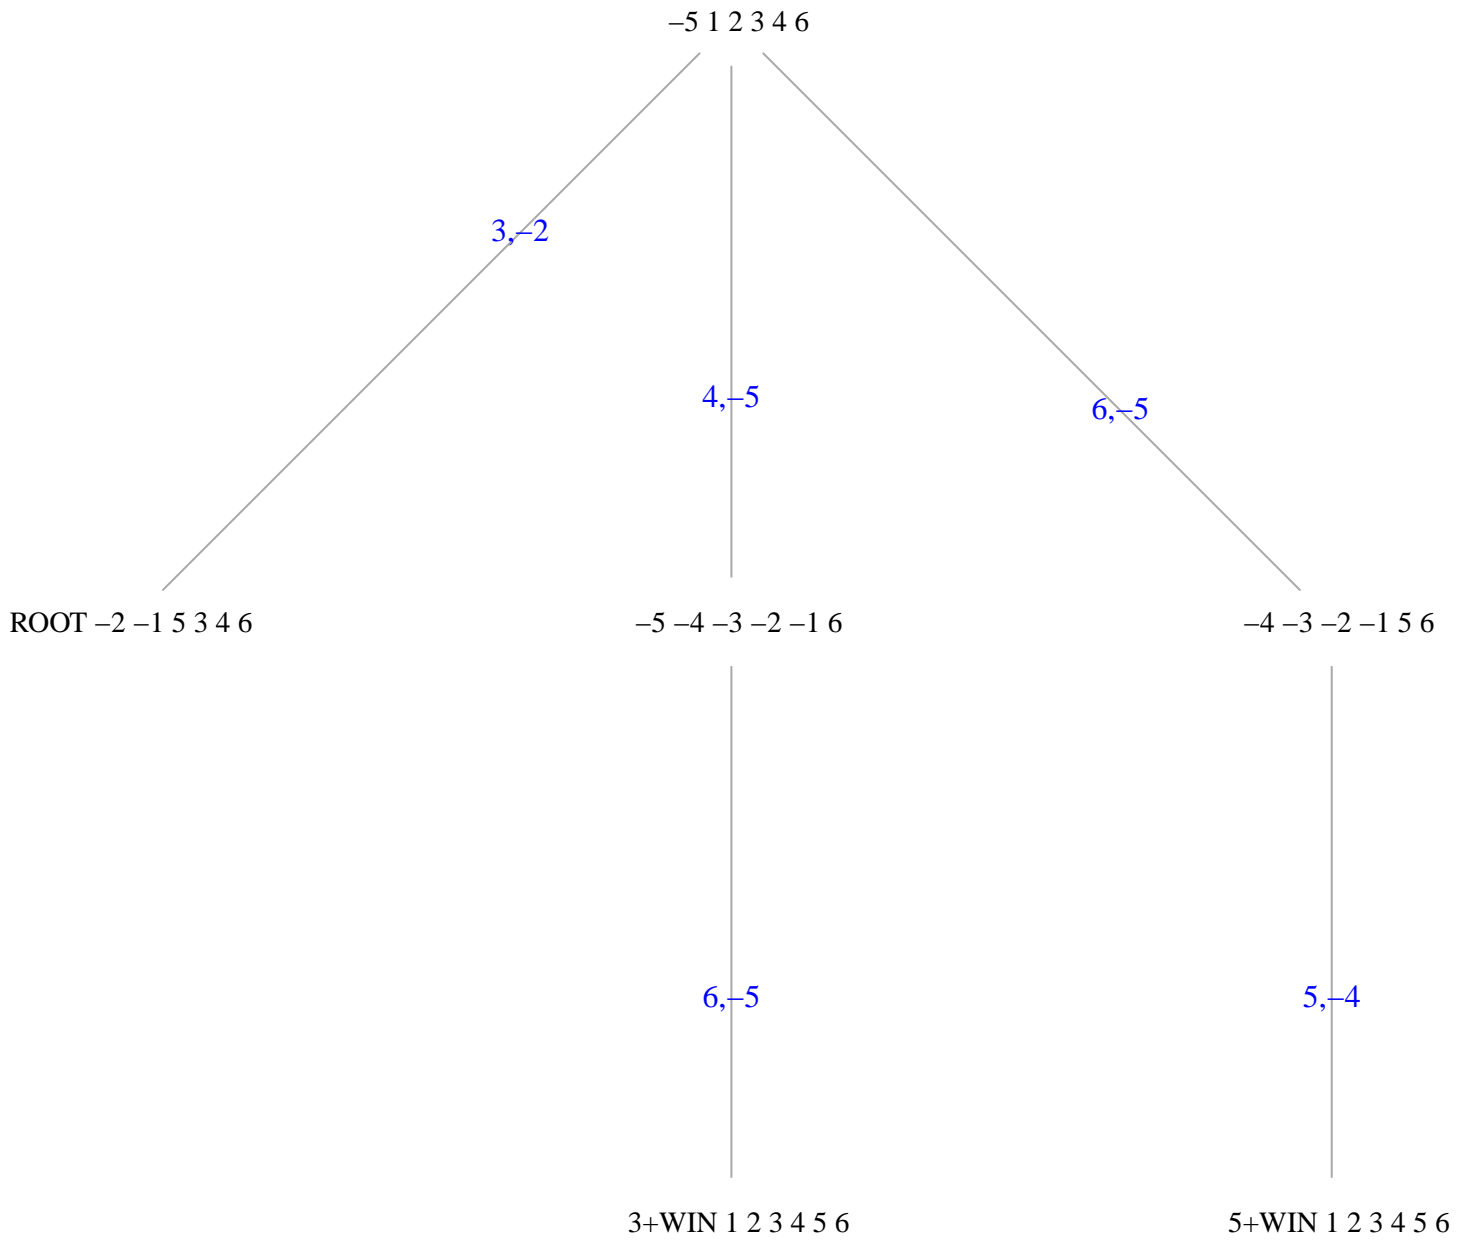 –5 1 2 3 4 6
3,–2
4,–5
6,–5
ROOT –2 –1 5 3 4 6
–5 –4 –3 –2 –1 6
–4 –3 –2 –1 5 6
6,–5
5,–4
3+WIN 1 2 3 4 5 6
5+WIN 1 2 3 4 5 6